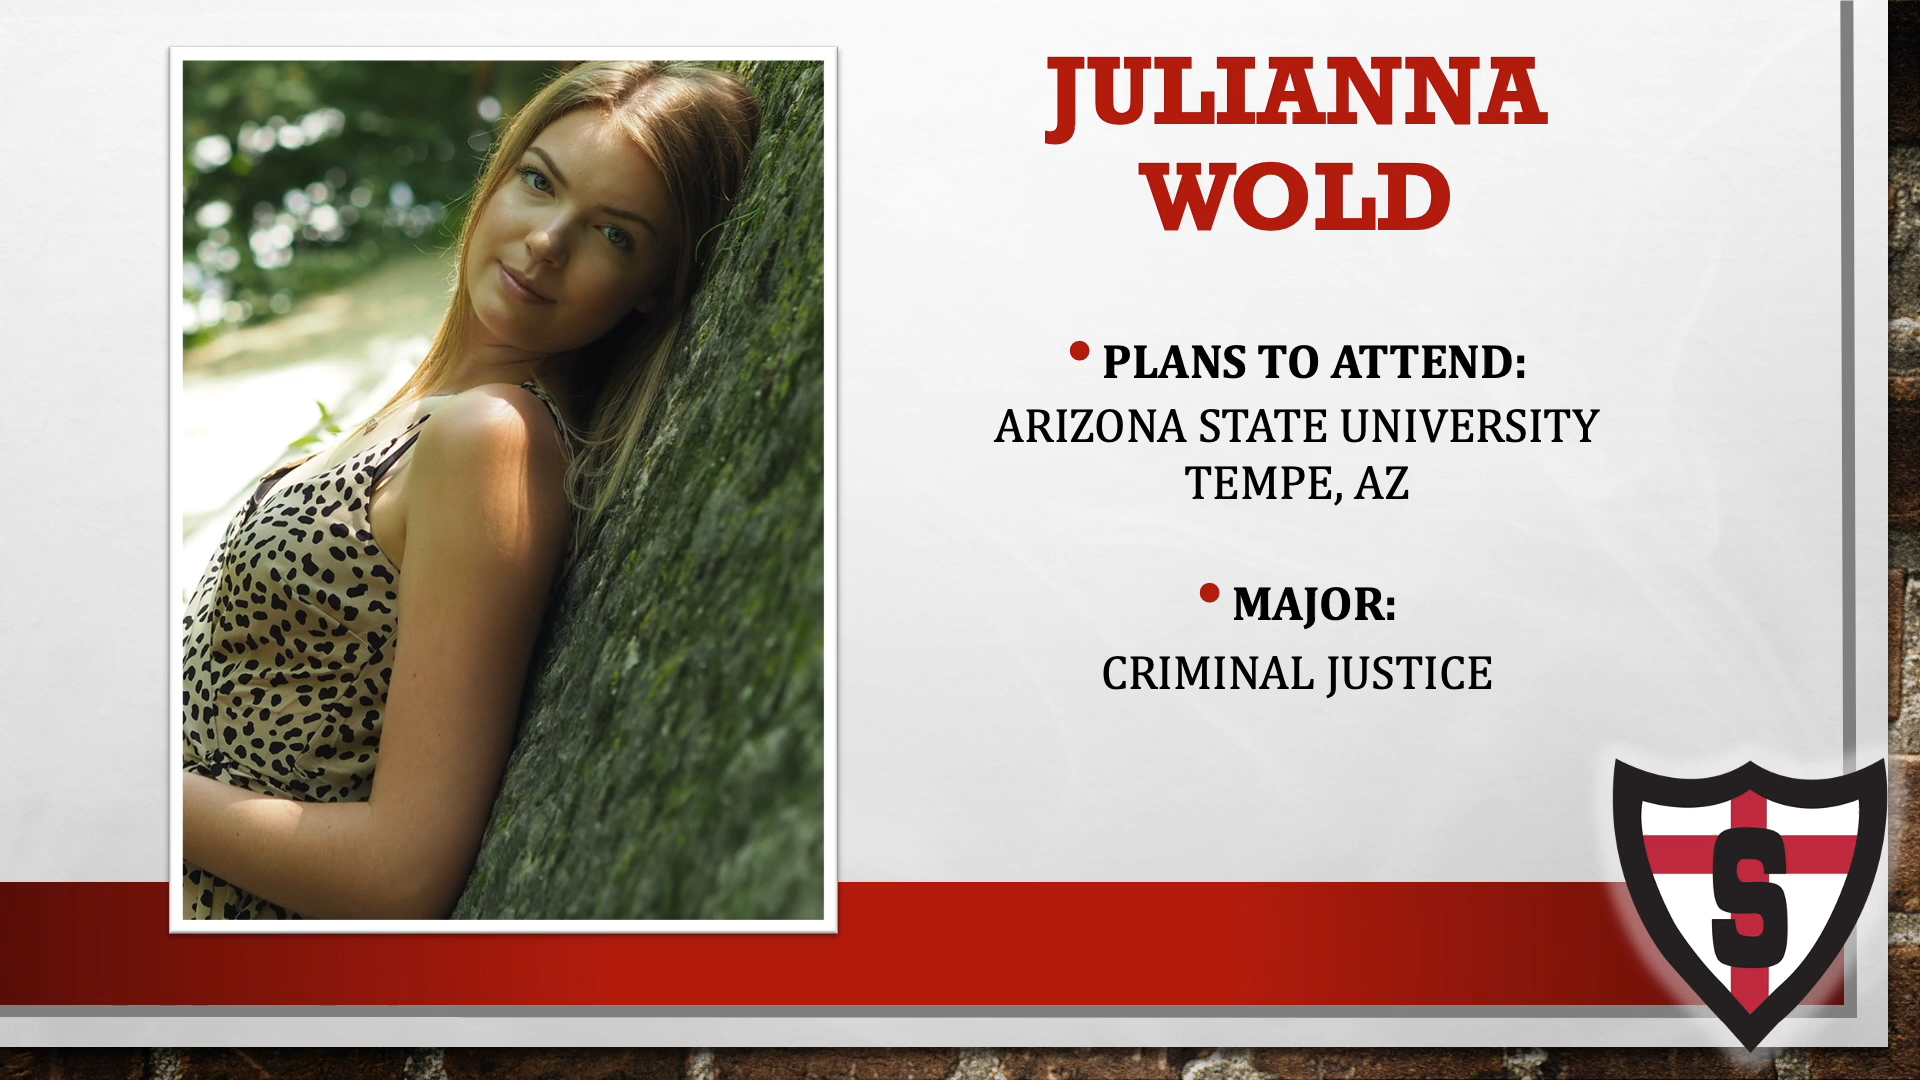 JULIANNA
WOLD
• PLANS TO ATTEND:
ARIZONA STATE UNIVERSITY
TEMPE, AZ
• MAJOR:
CRIMINAL JUSTICE
S